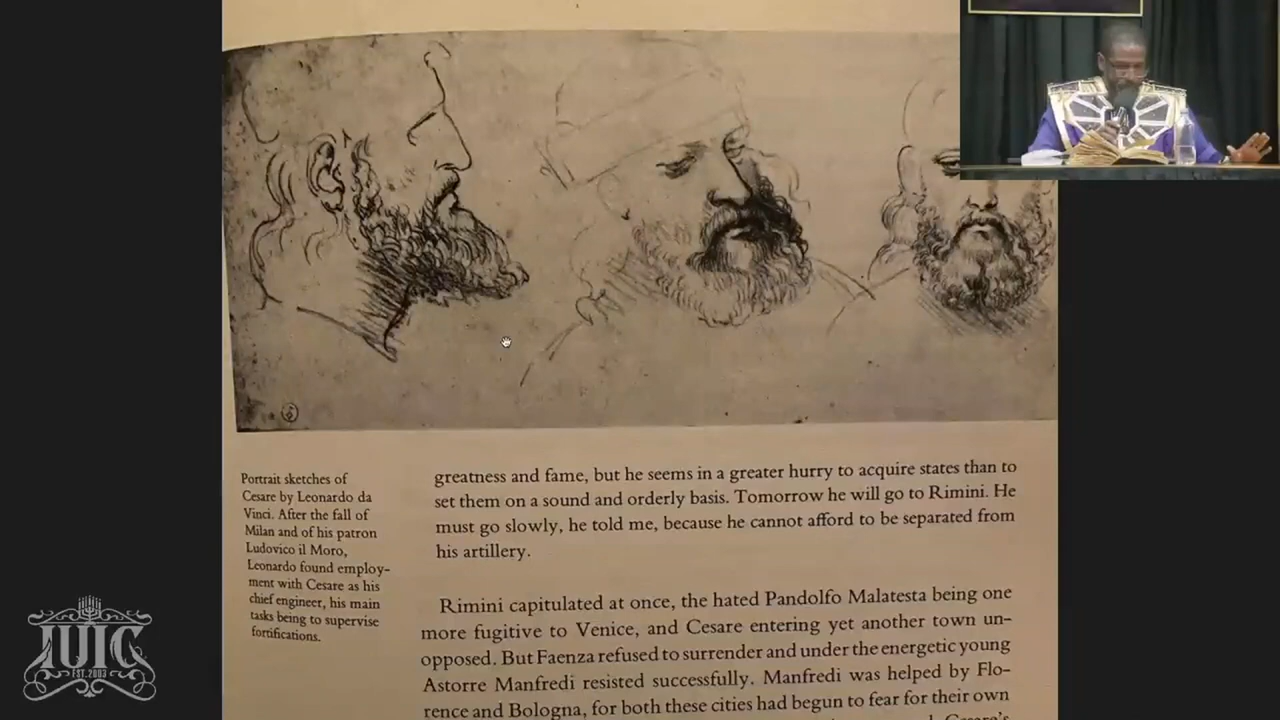 Portrait sketches of
Cesare by Leonardo da
Vinci. After the fall of
Milan and of his patron
Ludovico il Moro,
Leonardo found employ-
ment with Cesare as his
chief engineer, his main
tasks being to supervise
fortifications.
greatness and fame, but he seems in a greater hurry to acquire states than to
set them on a sound and orderly basis. Tomorrow he will go to Rimini. He
must go slowly, he told me, because he cannot afford to be separated from
his artillery.
Rimini capitulated at once, the hated Pandolfo Malatesta being one
more fugitive to Venice, and Cesare entering yet another town un-
opposed. But Faenza refused to surrender and under the energetic young
Astorre Manfredi resisted successfully. Manfredi was helped by Flo-
rence and Bologna, for both these cities had begun to fear for their own
Cesare's
IUIC
EST. 2003